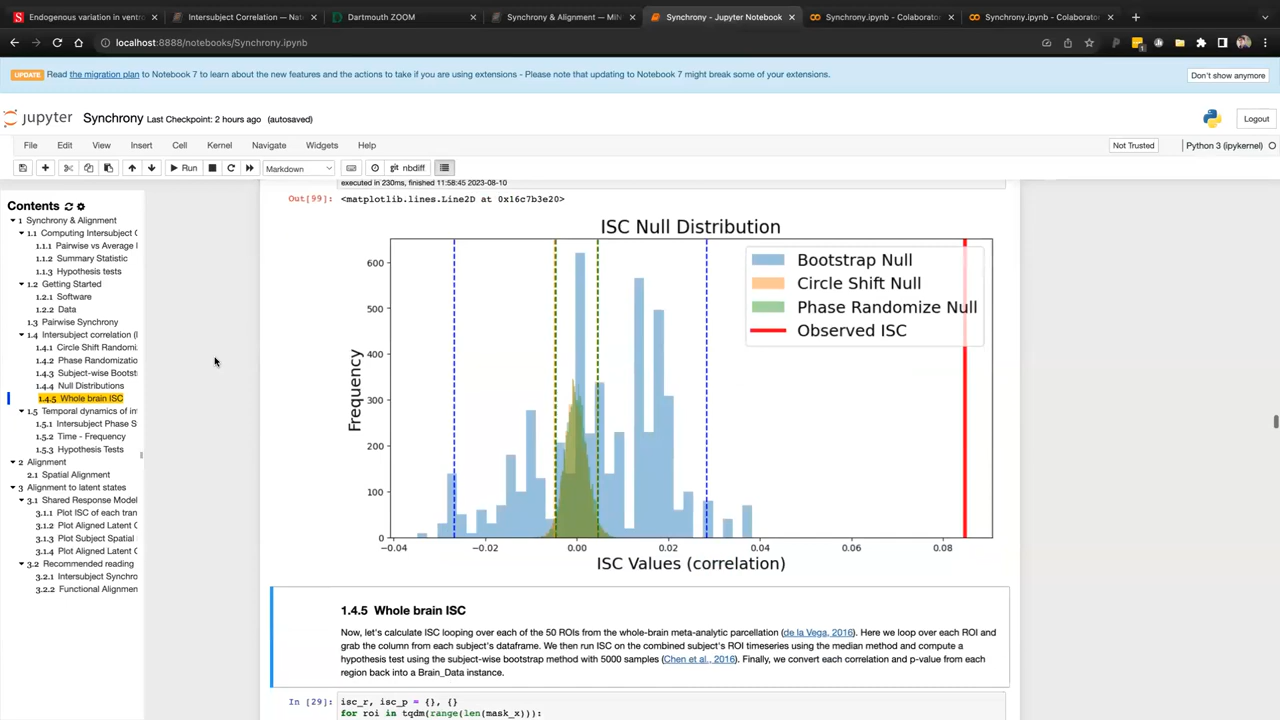 Endogenous variation in ventro
Intersubject Correlation — Nat
Dartmouth ZOOM
Synchrony & Alignment — MIN
Synchrony - Jupyter Notebook
Synchrony.ipynb - Colaborator
Synchrony.ipynb - Colaborator
localhost:8888/notebooks/Synchrony.ipynb
UPDATE Read the migration plan to Notebook 7 to learn about the new features and the actions to take if you are using extensions - Please note that updating to Notebook 7 might break some of your extensions.
Don't show anymore
jupyter Synchrony Last Checkpoint: 2 hours ago (autosaved)
Logout
File Edit View Insert Cell Kernel Navigate Widgets Help
Not Trusted
Python 3 (ipykernel)
Run
Markdown
nbdiff
Contents
1 Synchrony & Alignment
1.1 Computing Intersubject C
1.1.1 Pairwise vs Average I
1.1.2 Summary Statistic
1.1.3 Hypothesis tests
1.2 Getting Started
1.2.1 Software
1.2.2 Data
1.3 Pairwise Synchrony
1.4 Intersubject correlation (I
1.4.1 Circle Shift Randomi
1.4.2 Phase Randomizatio
1.4.3 Subject-wise Bootst
1.4.4 Null Distributions
1.4.5 Whole brain ISC
1.5 Temporal dynamics of in
1.5.1 Intersubject Phase S
1.5.2 Time - Frequency
1.5.3 Hypothesis Tests
2 Alignment
2.1 Spatial Alignment
3 Alignment to latent states
3.1 Shared Response Model
3.1.1 Plot ISC of each tran
3.1.2 Plot Aligned Latent C
3.1.3 Plot Subject Spatial
3.1.4 Plot Aligned Latent C
3.2 Recommended reading
3.2.1 Intersubject Synchro
3.2.2 Functional Alignmen
executed in 230ms, finished 11:58:45 2023-08-10
Out[99]: <matplotlib.lines.Line2D at 0x16c7b3e20>
ISC Null Distribution
Bootstrap Null
Circle Shift Null
Phase Randomize Null
Observed ISC
Frequency
600
500
400
300
200
100
0
−0.04 −0.02 0.00 0.02 0.04 0.06 0.08
ISC Values (correlation)
1.4.5 Whole brain ISC
Now, let's calculate ISC looping over each of the 50 ROIs from the whole-brain meta-analytic parcellation (de la Vega, 2016). Here we loop over each ROI and
grab the column from each subject's dataframe. We then run ISC on the combined subject's ROI timeseries using the median method and compute a
hypothesis test using the subject-wise bootstrap method with 5000 samples (Chen et al., 2016). Finally, we convert each correlation and p-value from each
region back into a Brain_Data instance.
In [29]: isc_r, isc_p = {}, {}
for roi in tqdm(range(len(mask_x))):